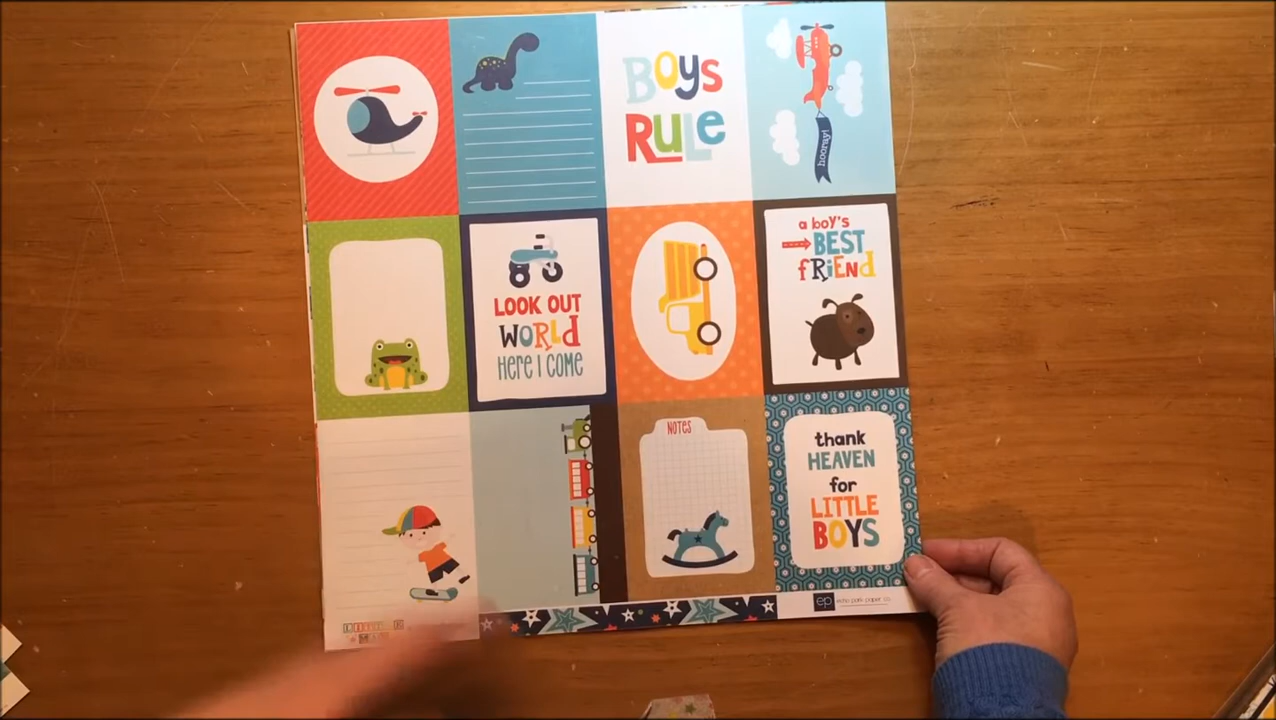 BOYS
RULE
hooray!
LOOK OUT
WORLD
HERE I COME
a boy's
BEST
fRiEnd
NOTES
thank
HEAVEN
for
LITTLE
BOYS
ep echo park paper co.